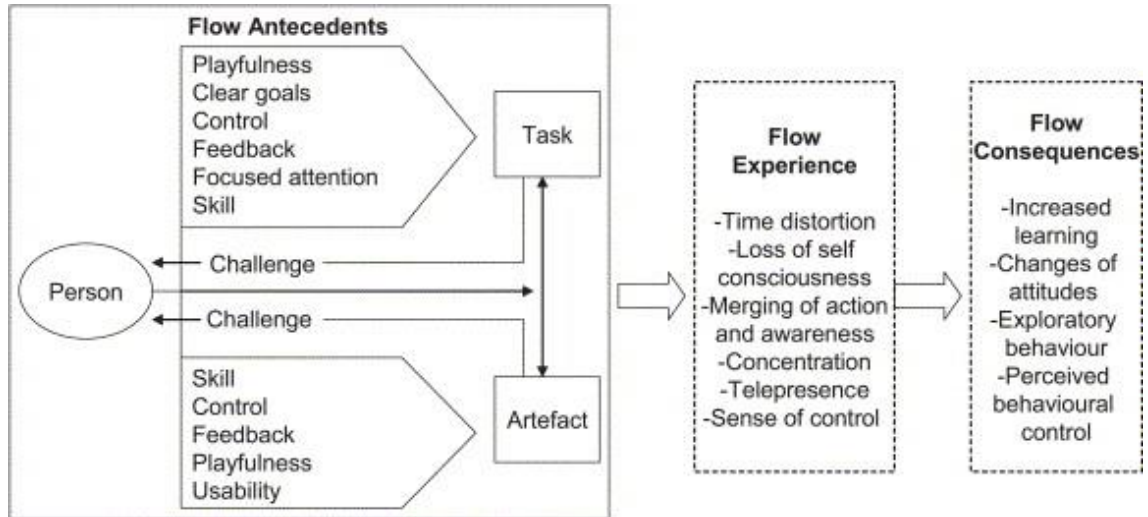 Flow Antecedents
Playfulness
Clear goals
Control
Feedback
Focused attention
Skill
Task
Challenge
Person
Challenge
Skill
Control
Feedback
Playfulness
Usability
Artefact
Flow
Experience
-Time distortion
-Loss of self
consciousness
-Merging of action
and awareness
-Concentration
-Telepresence
-Sense of control
Flow
Consequences
-Increased
learning
-Changes of
attitudes
-Exploratory
behaviour
-Perceived
behavioural
control